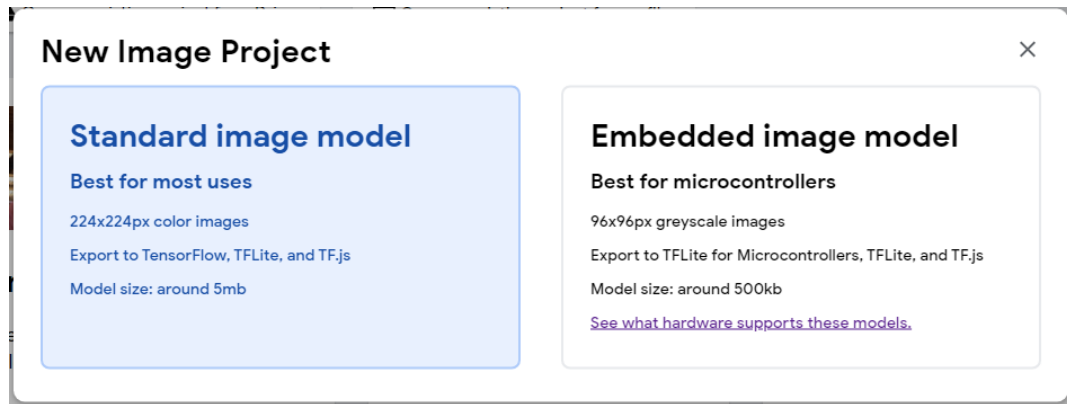 New Image Project
Standard image model
Best for most uses
224x224px color images
Export to TensorFlow, TFLite, and TF.js
Model size: around 5mb
Embedded image model
Best for microcontrollers
96x96px greyscale images
Export to TFLite for Microcontrollers, TFLite, and TF.js
Model size: around 500kb
See what hardware supports these models.